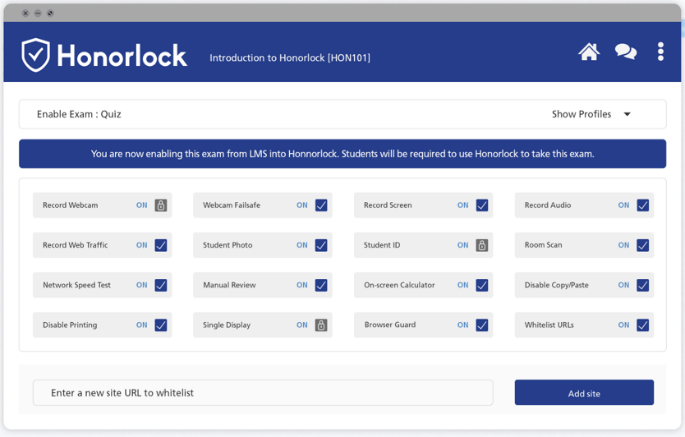 Honorlock
Introduction to Honorlock [HON101]
Enable Exam : Quiz
Show Profiles
You are now enabling this exam from LMS into Honnorlock. Students will be required to use Honorlock to take this exam.
Record Webcam ON
Webcam Failsafe ON
Record Screen ON
Record Audio ON
Record Web Traffic ON
Student Photo ON
Student ID ON
Room Scan ON
Network Speed Test ON
Manual Review ON
On-screen Calculator ON
Disable Copy/Paste ON
Disable Printing ON
Single Display ON
Browser Guard ON
Whitelist URLs ON
Enter a new site URL to whitelist
Add site